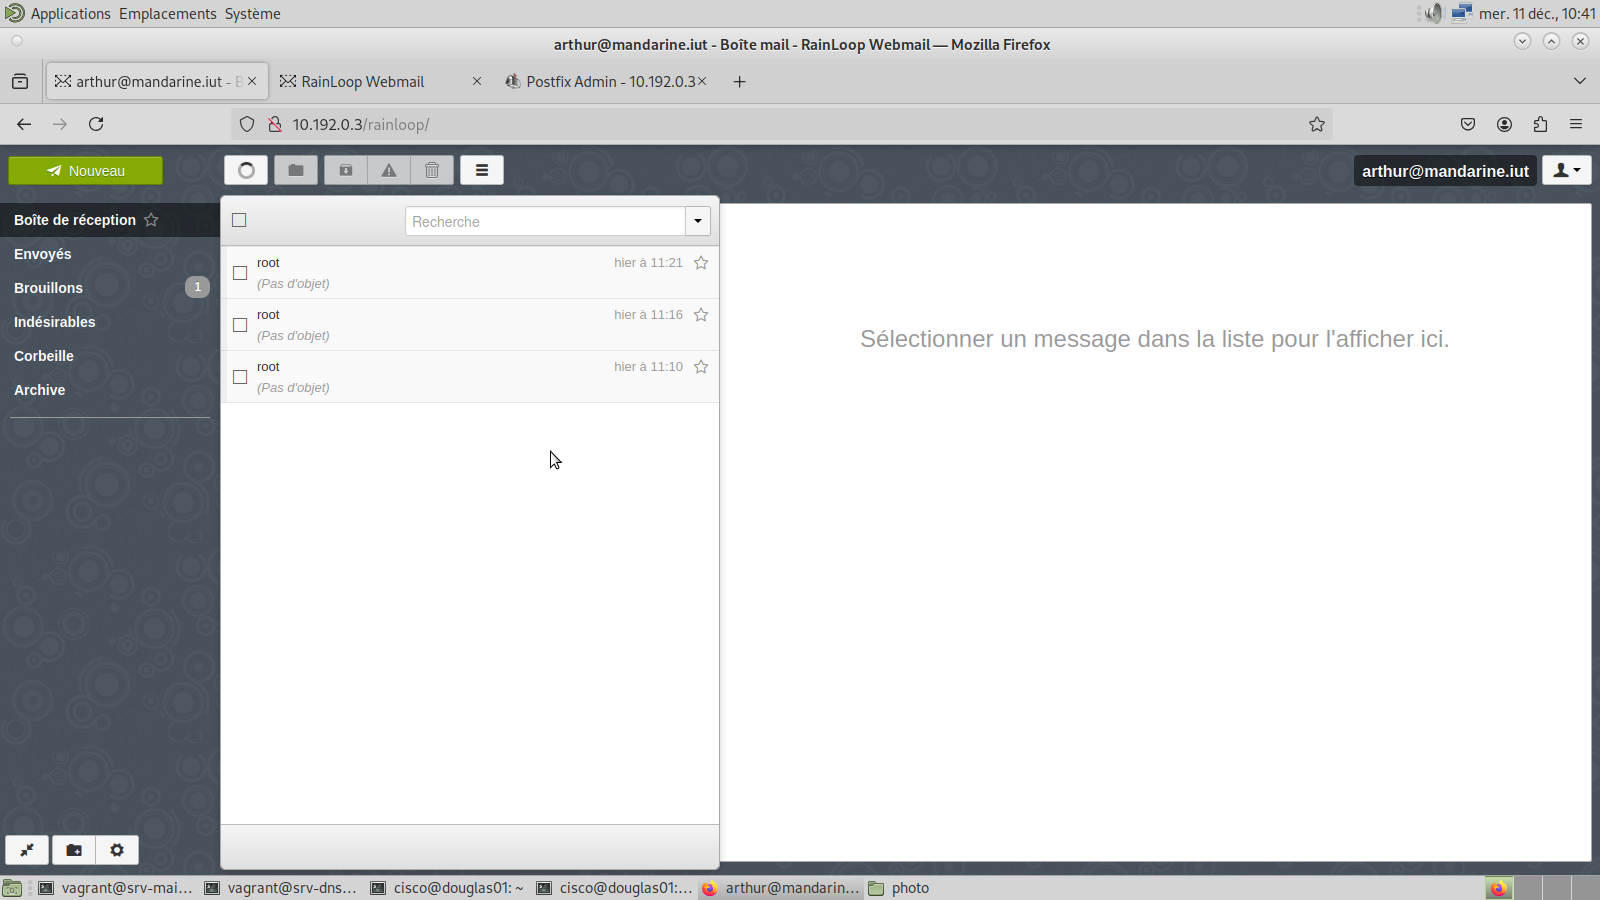 Applications Emplacements Système
mer. 11 déc., 10:41
arthur@mandarine.iut - Boîte mail - RainLoop Webmail — Mozilla Firefox
arthur@mandarine.iut - B
RainLoop Webmail
Postfix Admin - 10.192.0.3
10.192.0.3/rainloop/
Nouveau
arthur@mandarine.iut
Boîte de réception
Envoyés
Brouillons
1
Indésirables
Corbeille
Archive
Recherche
root
hier à 11:21
(Pas d'objet)
root
hier à 11:16
(Pas d'objet)
root
hier à 11:10
(Pas d'objet)
Sélectionner un message dans la liste pour l'afficher ici.
vagrant@srv-mai...
vagrant@srv-dns...
cisco@douglas01: ~
cisco@douglas01:...
arthur@mandarin...
photo